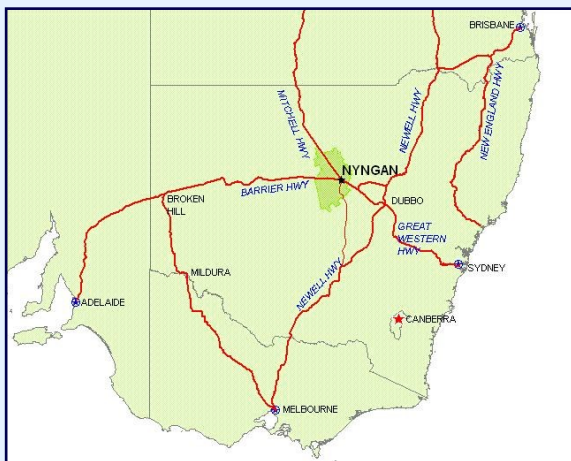 BRISBANE
MITCHELL HWY
NEWELL HWY
NEW ENGLAND HWY
NYNGAN
BARRIER HWY
BROKEN
HILL
DUBBO
GREAT
WESTERN
HWY
SYDNEY
MILDURA
NEWELL HWY
ADELAIDE
CANBERRA
MELBOURNE